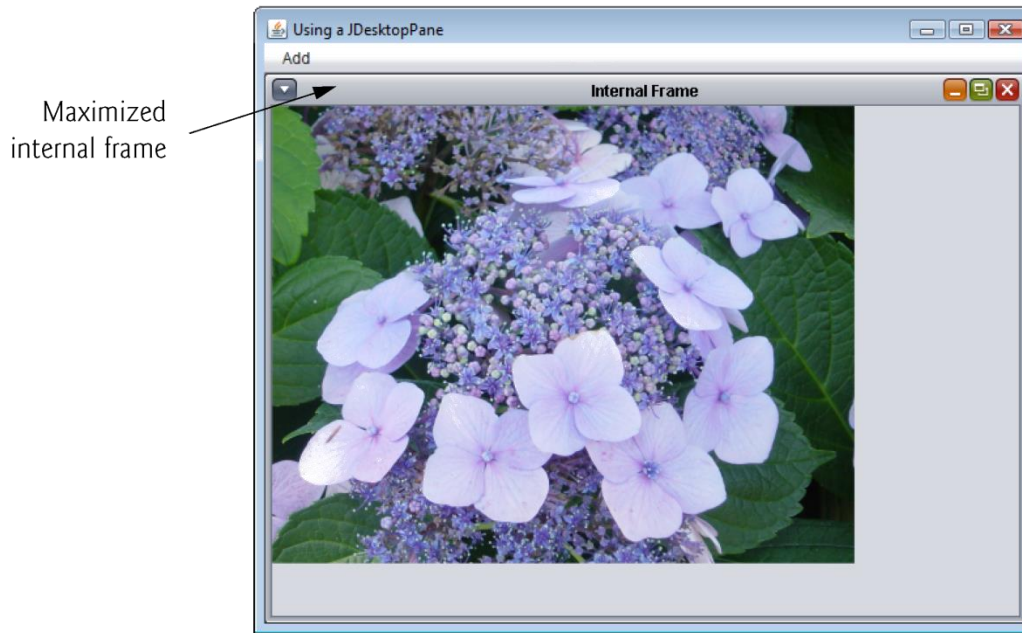 Using a JDesktopPane
Add
Internal Frame
Maximized
internal frame